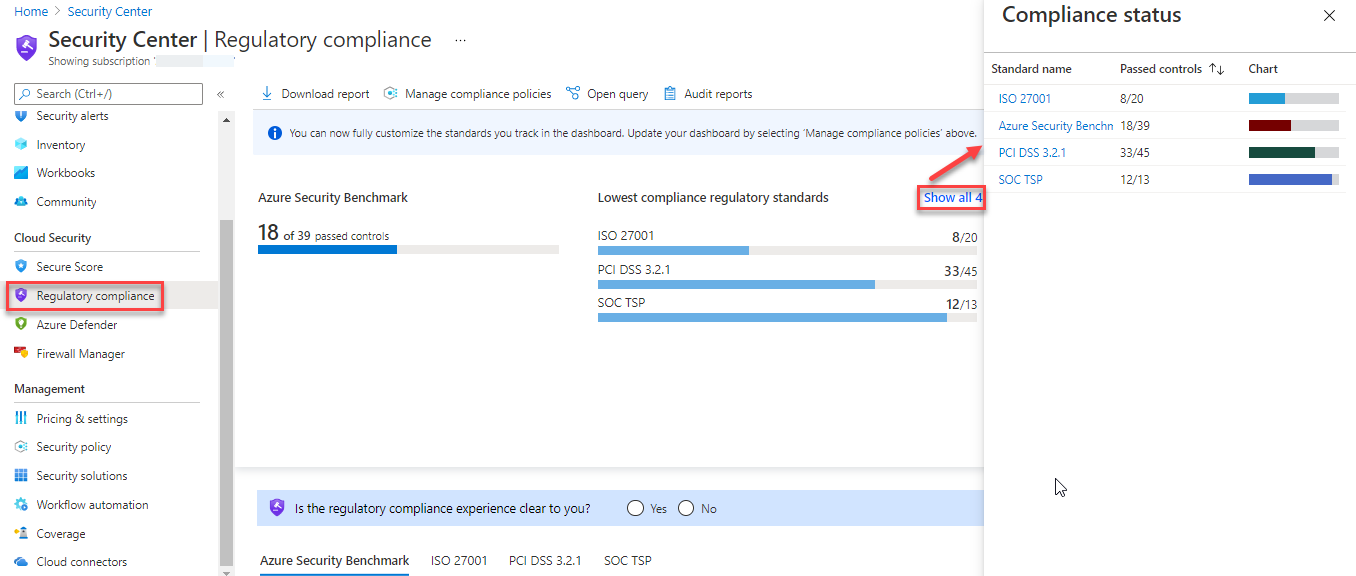 Home > Security Center
Security Center | Regulatory compliance ...
Showing subscription '
Search (Ctrl+/)
«
Security alerts
Inventory
Workbooks
Community
Cloud Security
Secure Score
Regulatory compliance
Azure Defender
Firewall Manager
Management
Pricing & settings
Security policy
Security solutions
Workflow automation
Coverage
Cloud connectors
Download report Manage compliance policies Open query Audit reports
You can now fully customize the standards you track in the dashboard. Update your dashboard by selecting 'Manage compliance policies' above.
Azure Security Benchmark
18 of 39 passed controls
Lowest compliance regulatory standards Show all 4
ISO 27001 8/20
PCI DSS 3.2.1 33/45
SOC TSP 12/13
Is the regulatory compliance experience clear to you? Yes No
Azure Security Benchmark ISO 27001 PCI DSS 3.2.1 SOC TSP
Compliance status
Standard name Passed controls ↑↓ Chart
ISO 27001 8/20
Azure Security Benchn 18/39
PCI DSS 3.2.1 33/45
SOC TSP 12/13